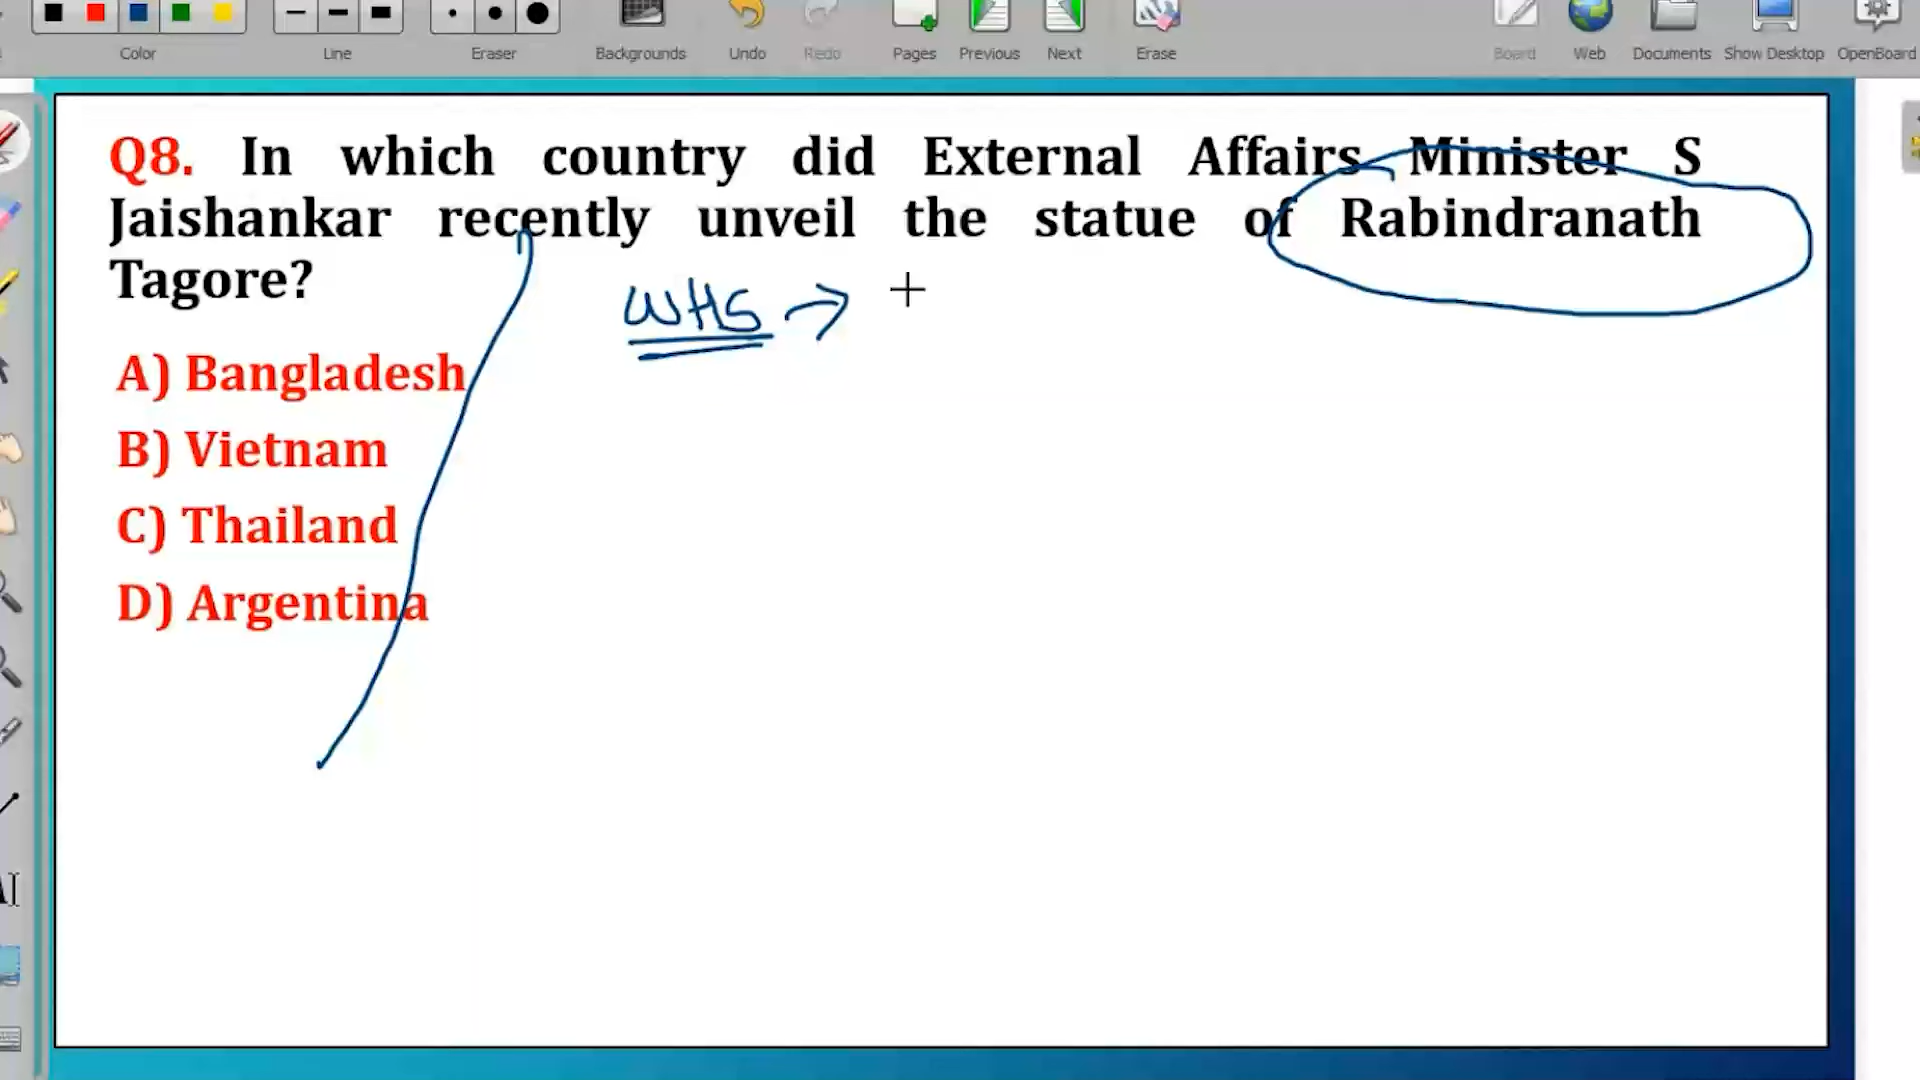 Color Line Eraser Backgrounds Undo Redo Pages Previous Next Erase Board Web Documents Show Desktop OpenBoard
Q8. In which country did External Affairs Minister S
Jaishankar recently unveil the statue of Rabindranath
Tagore?
WHS →
A) Bangladesh
B) Vietnam
C) Thailand
D) Argentina